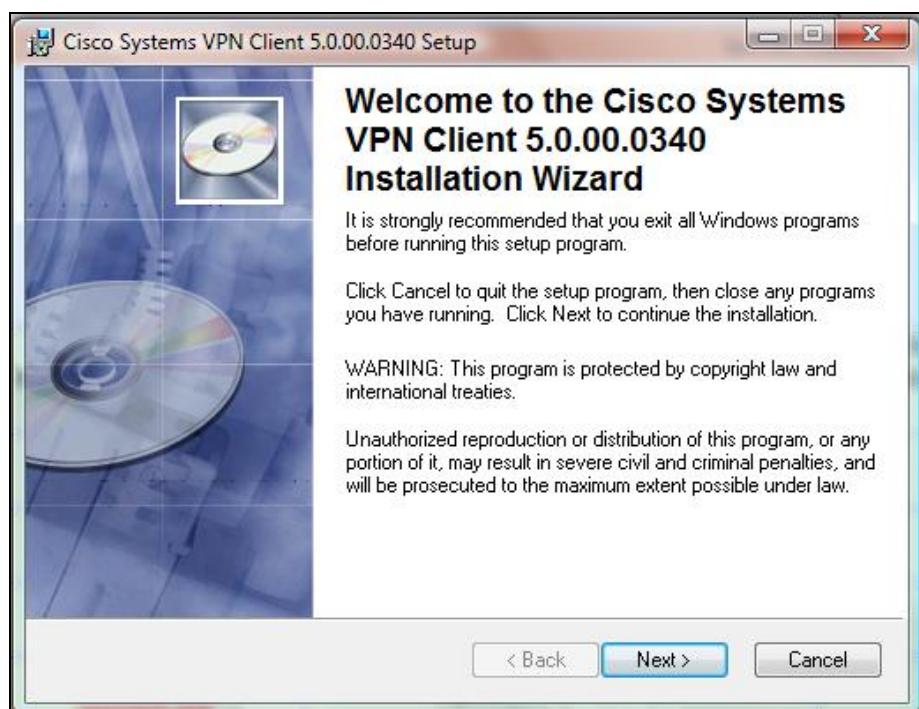 Cisco Systems VPN Client 5.0.00.0340 Setup
Welcome to the Cisco Systems
VPN Client 5.0.00.0340
Installation Wizard
It is strongly recommended that you exit all Windows programs
before running this setup program.
Click Cancel to quit the setup program, then close any programs
you have running.  Click Next to continue the installation.
WARNING: This program is protected by copyright law and
international treaties.
Unauthorized reproduction or distribution of this program, or any
portion of it, may result in severe civil and criminal penalties, and
will be prosecuted to the maximum extent possible under law.
< Back
Next >
Cancel